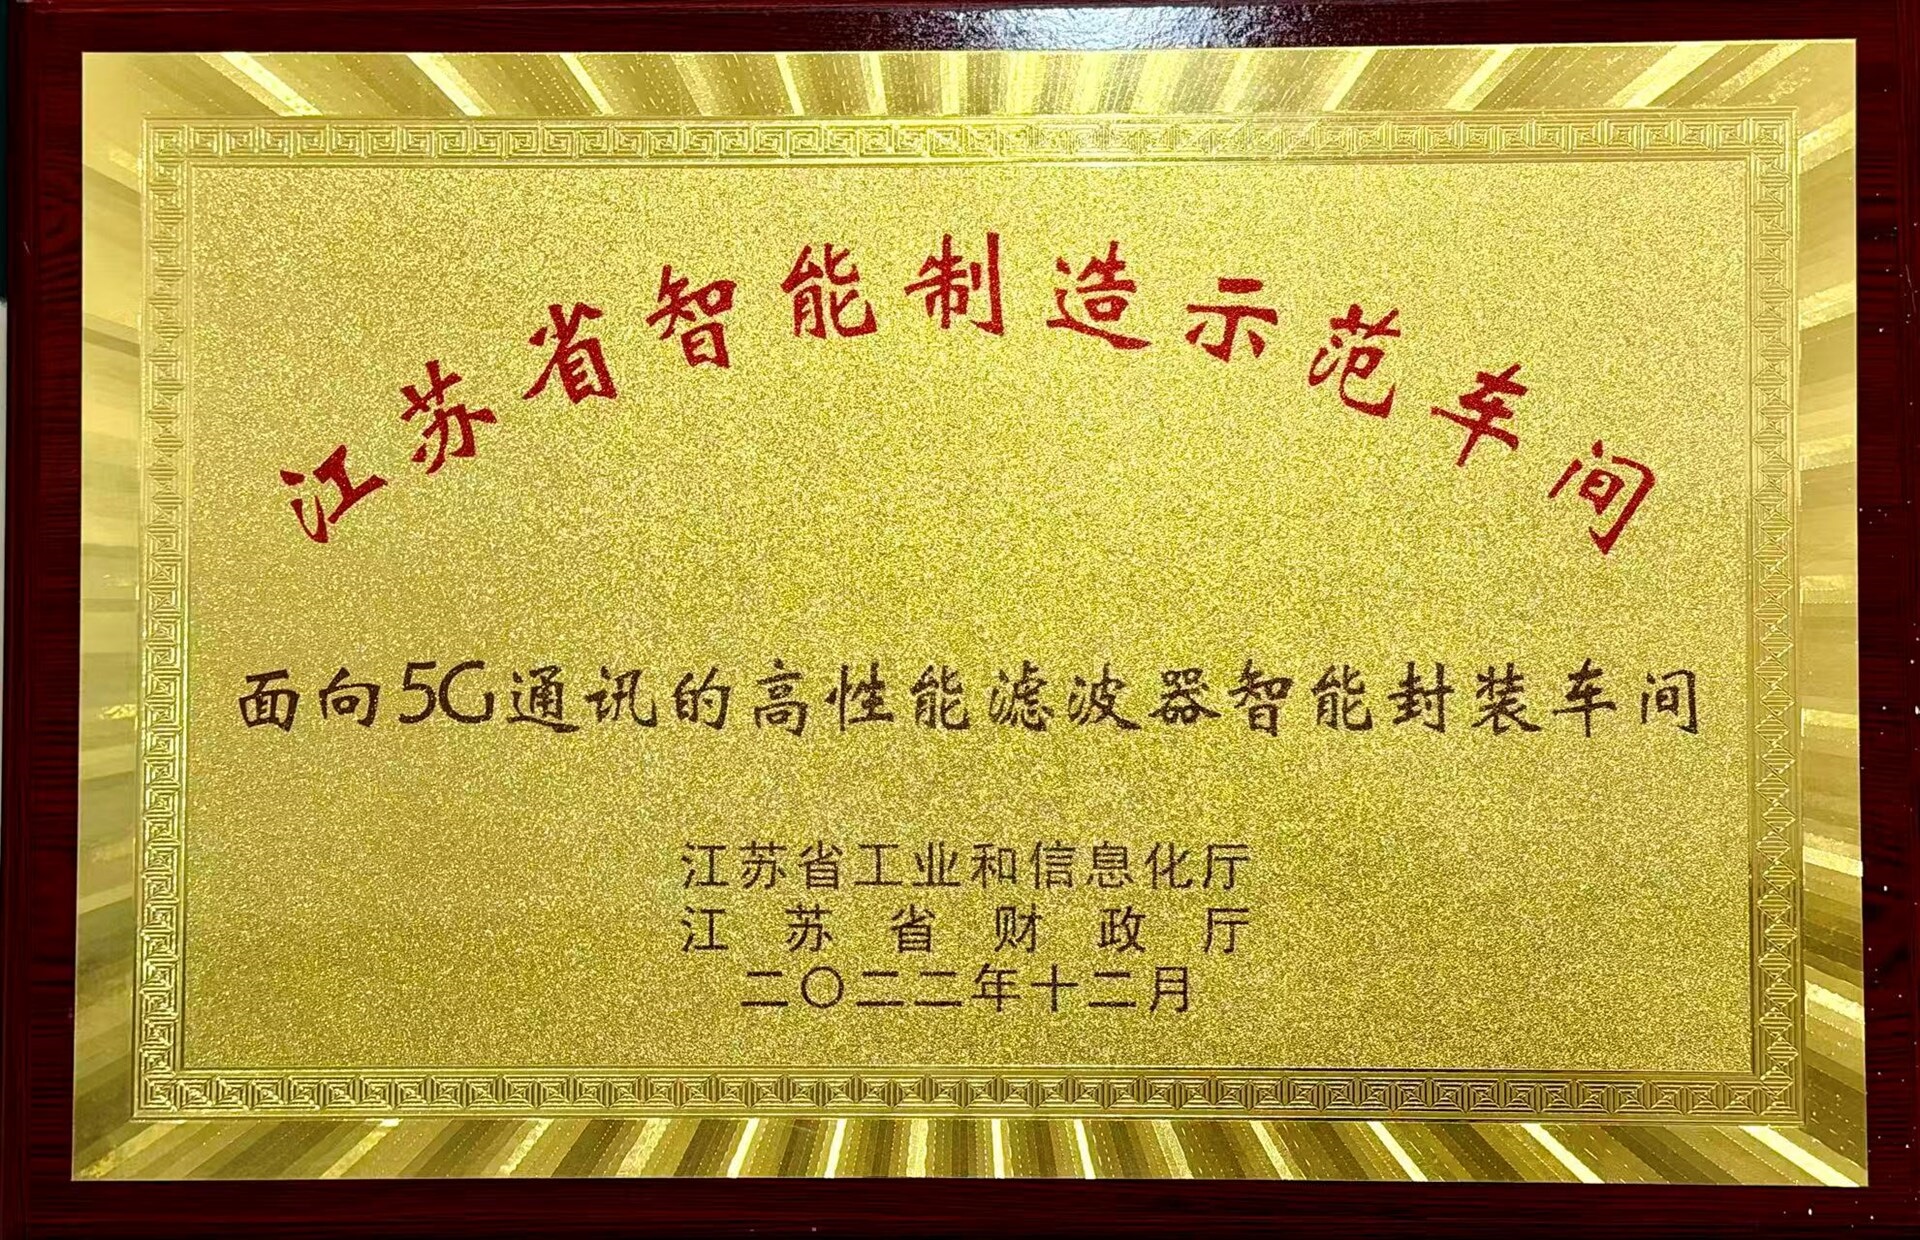 江苏省智能制造示范车间
面向5G通讯的高性能滤波器智能封装车间
江苏省工业和信息化厅
江苏省财政厅
二〇二二年十二月